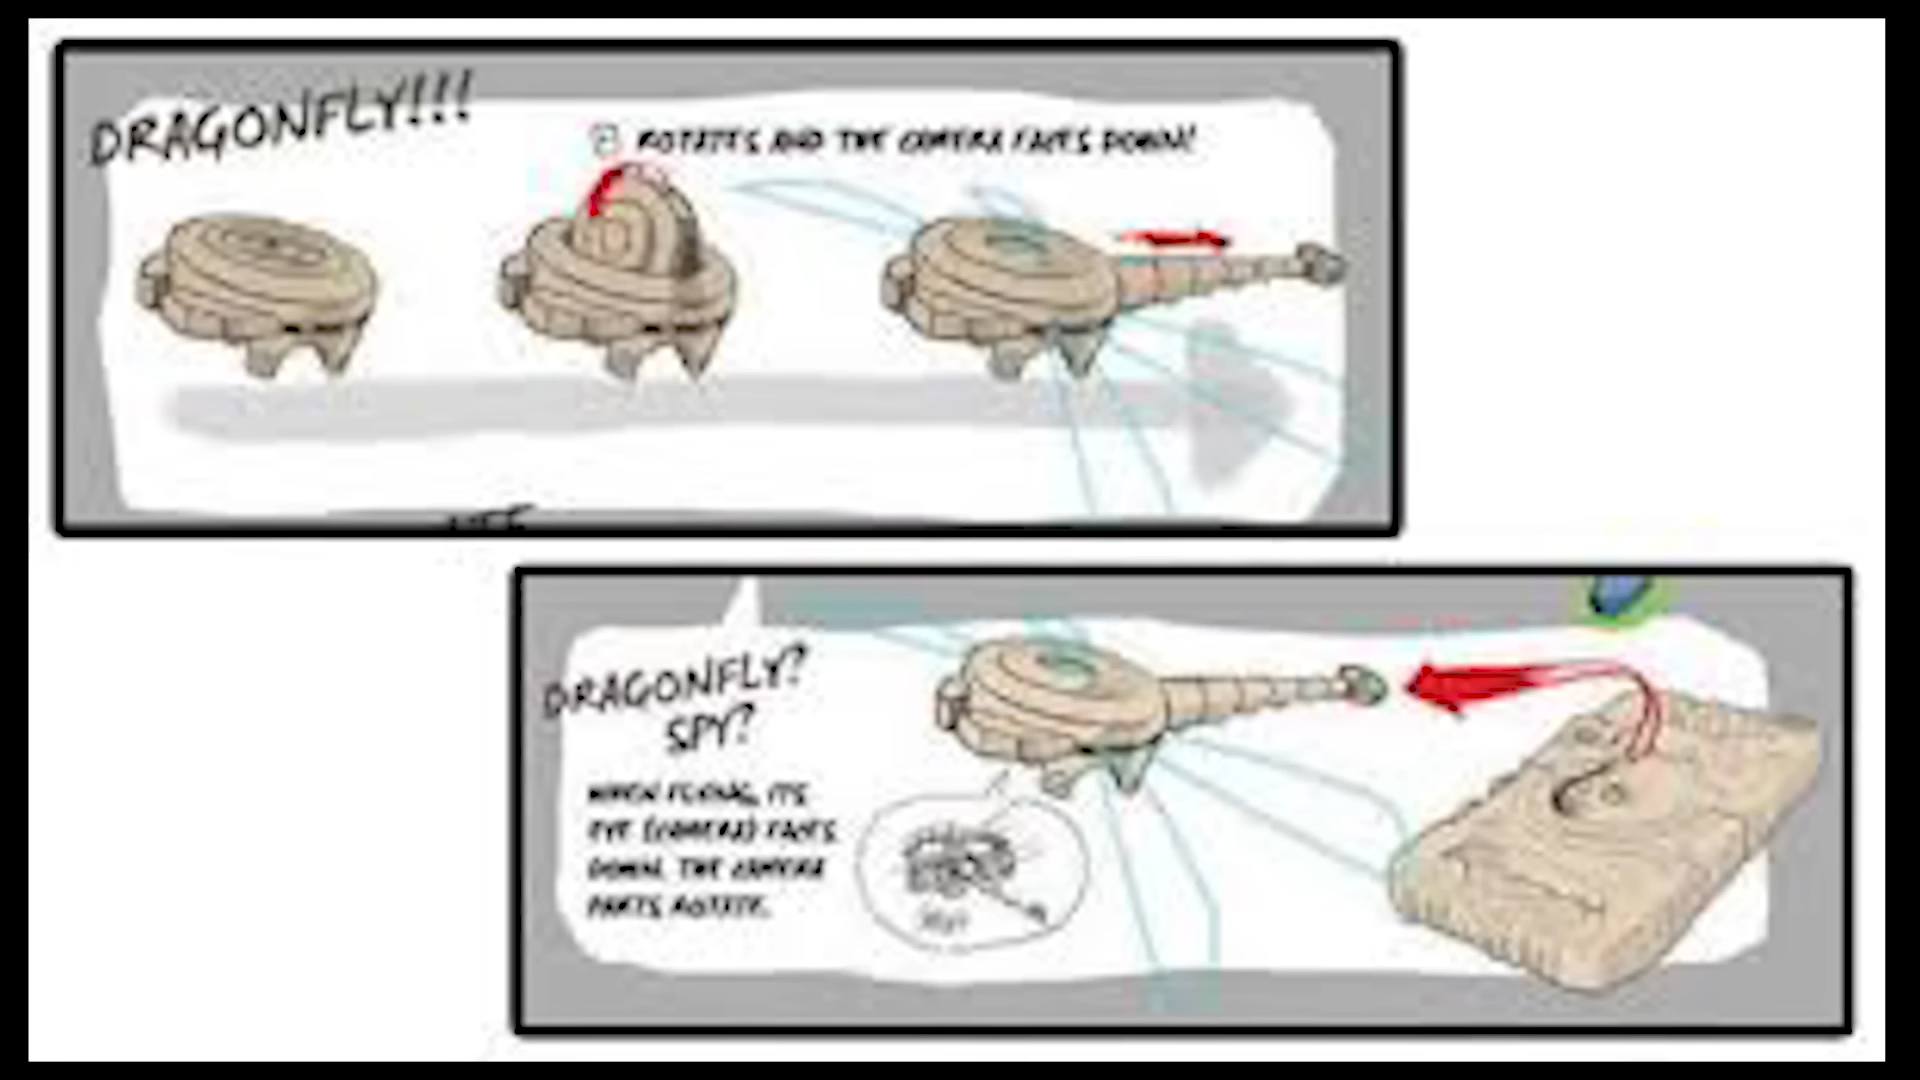 DRAGONFLY!!!
ROTATES AND THE CAMERA FACES DOWN!
DRAGONFLY?
SPY?
WHEN FLYING, ITS
EYE (CAMERA) FACES
DOWN. THE CAMERA
PARTS ROTATE.